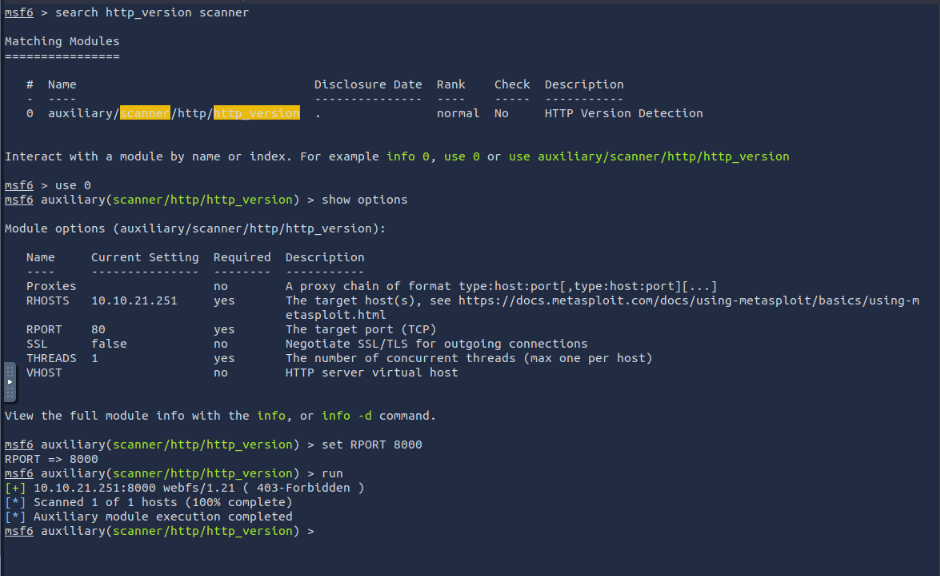 msf6 > search http_version scanner
Matching Modules
================
#  Name                                 Disclosure Date  Rank    Check  Description
-  ----                                 ---------------  ----    -----  -----------
0  auxiliary/scanner/http/http_version  .                normal  No     HTTP Version Detection
Interact with a module by name or index. For example info 0, use 0 or use auxiliary/scanner/http/http_version
msf6 > use 0
msf6 auxiliary(scanner/http/http_version) > show options
Module options (auxiliary/scanner/http/http_version):
Name     Current Setting  Required  Description
----     ---------------  --------  -----------
Proxies                   no        A proxy chain of format type:host:port[,type:host:port][...]
RHOSTS   10.10.21.251     yes       The target host(s), see https://docs.metasploit.com/docs/using-metasploit/basics/using-m
etasploit.html
RPORT    80               yes       The target port (TCP)
SSL      false            no        Negotiate SSL/TLS for outgoing connections
THREADS  1                yes       The number of concurrent threads (max one per host)
VHOST                     no        HTTP server virtual host
View the full module info with the info, or info -d command.
msf6 auxiliary(scanner/http/http_version) > set RPORT 8000
RPORT => 8000
msf6 auxiliary(scanner/http/http_version) > run
[+] 10.10.21.251:8000 webfs/1.21 ( 403-Forbidden )
[*] Scanned 1 of 1 hosts (100% complete)
[*] Auxiliary module execution completed
msf6 auxiliary(scanner/http/http_version) >